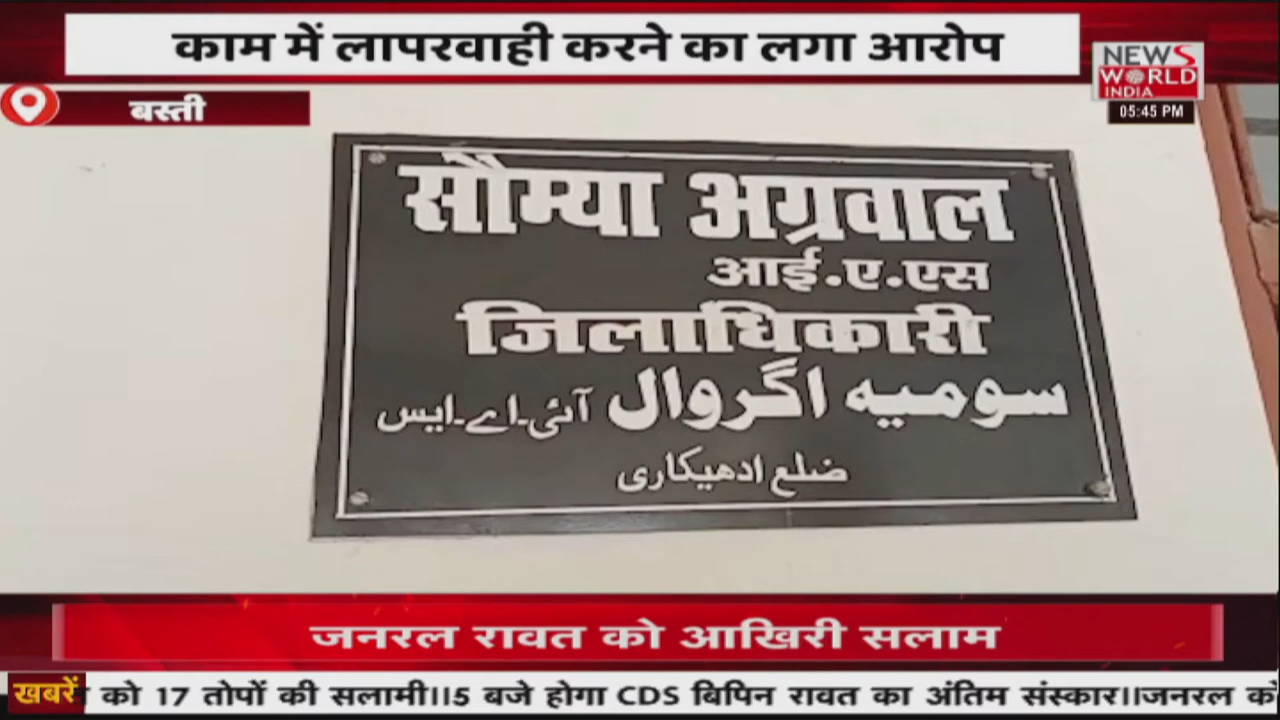 काम में लापरवाही करने का लगा आरोप
NEWS
WORLD
INDIA
05:45 PM
बस्ती
सौम्या अग्रवाल
आई.ए.एस
जिलाधिकारी
سومیہ اگروال آئی۔اے۔ایس
ضلع ادھیکاری
जनरल रावत को आखिरी सलाम
खबरें को 17 तोपों की सलामी।।5 बजे होगा CDS बिपिन रावत का अंतिम संस्कार।।जनरल को